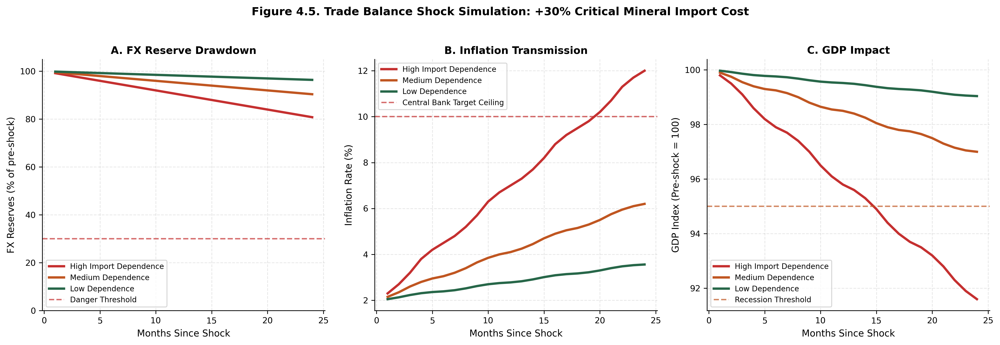 Figure 4.5. Trade Balance Shock Simulation: +30% Critical Mineral Import Cost
A. FX Reserve Drawdown
FX Reserves (% of pre-shock)
100
80
60
40
20
0
High Import Dependence
Medium Dependence
Low Dependence
Danger Threshold
0 5 10 15 20 25
Months Since Shock
B. Inflation Transmission
Inflation Rate (%)
High Import Dependence
Medium Dependence
Low Dependence
Central Bank Target Ceiling
12
10
8
6
4
2
0 5 10 15 20 25
Months Since Shock
C. GDP Impact
GDP Index (Pre-shock = 100)
100
98
96
94
92
High Import Dependence
Medium Dependence
Low Dependence
Recession Threshold
0 5 10 15 20 25
Months Since Shock